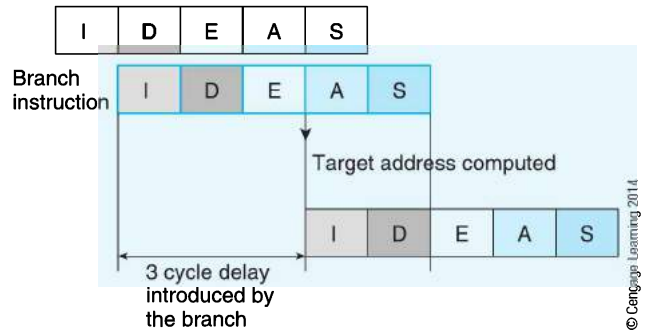 I D E A S
Branch
instruction
I D E A S
Target address computed
I D E A S
3 cycle delay
introduced by
the branch
© Cengage Learning 2014